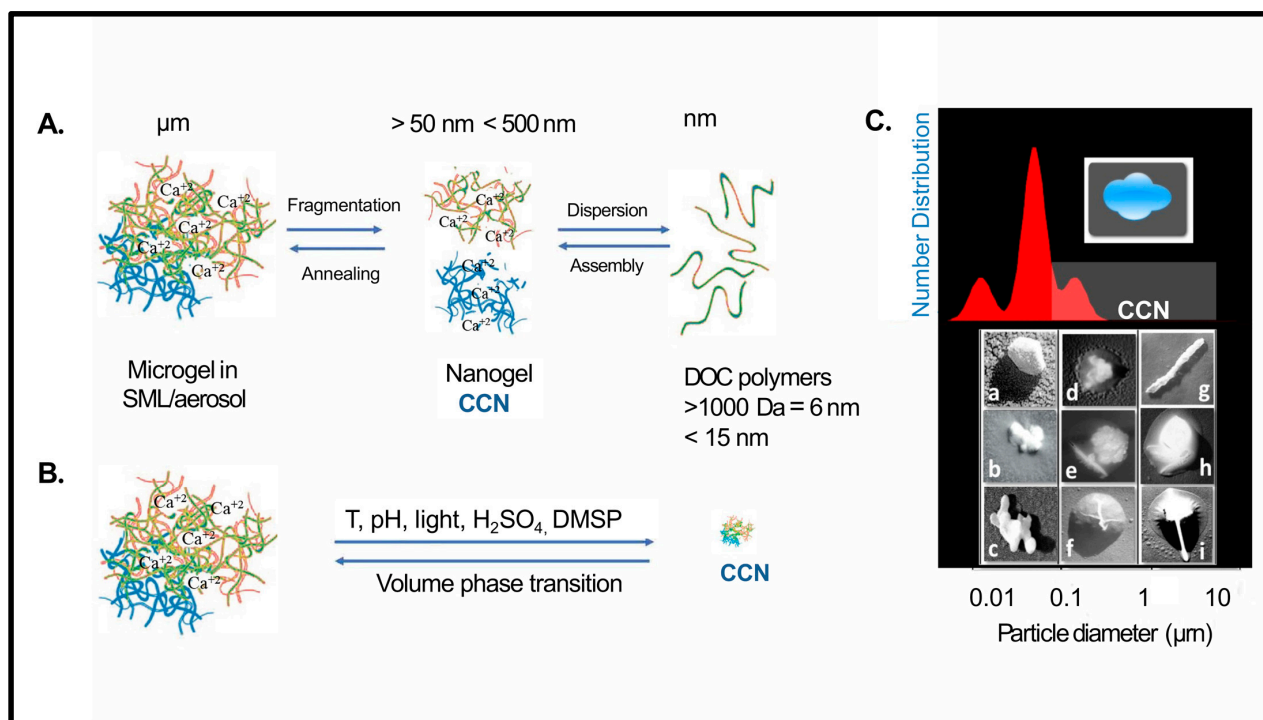 A.
µm
> 50 nm < 500 nm
nm
Ca+2
Ca+2
Ca+2
Ca+2
Ca+2
Fragmentation
Annealing
Ca+2
Ca+2
Ca+2
Ca+2
Ca+2
Ca+2
Dispersion
Assembly
Microgel in
SML/aerosol
Nanogel
CCN
DOC polymers
>1000 Da = 6 nm
< 15 nm
B.
Ca+2
Ca+2
Ca+2
Ca+2
Ca+2
T, pH, light, H2SO4, DMSP
Volume phase transition
CCN
C.
Number Distribution
CCN
a
d
g
b
e
h
c
f
i
0.01 0.1 1 10
Particle diameter (µrn)